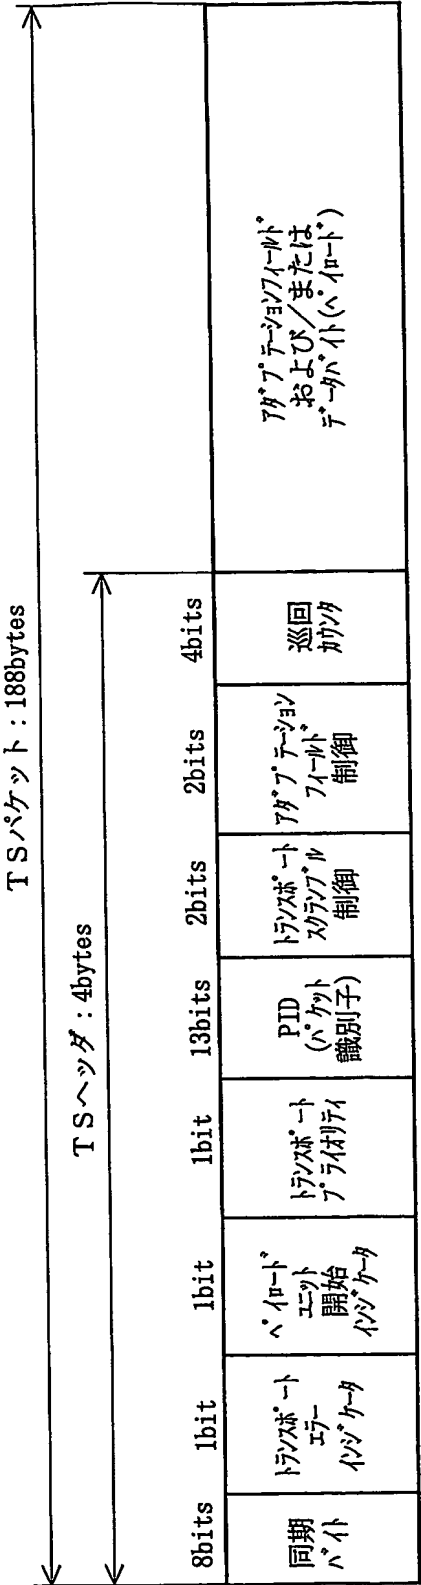 TSパケット:188bytes
TSヘッダ:4bytes
8bits
1bit
1bit
1bit
13bits
2bits
2bits
4bits
同期
バイト
トランスポート
エラー
インジケータ
ペイロード
ユニット
開始
インジケータ
トランスポート
プライオリティ
PID
(パケット
識別子)
トランスポート
スクランブル
制御
アダプテーション
フィールド
制御
巡回
カウンタ
アダプテーションフィールド
および/または
データバイト(ペイロード)